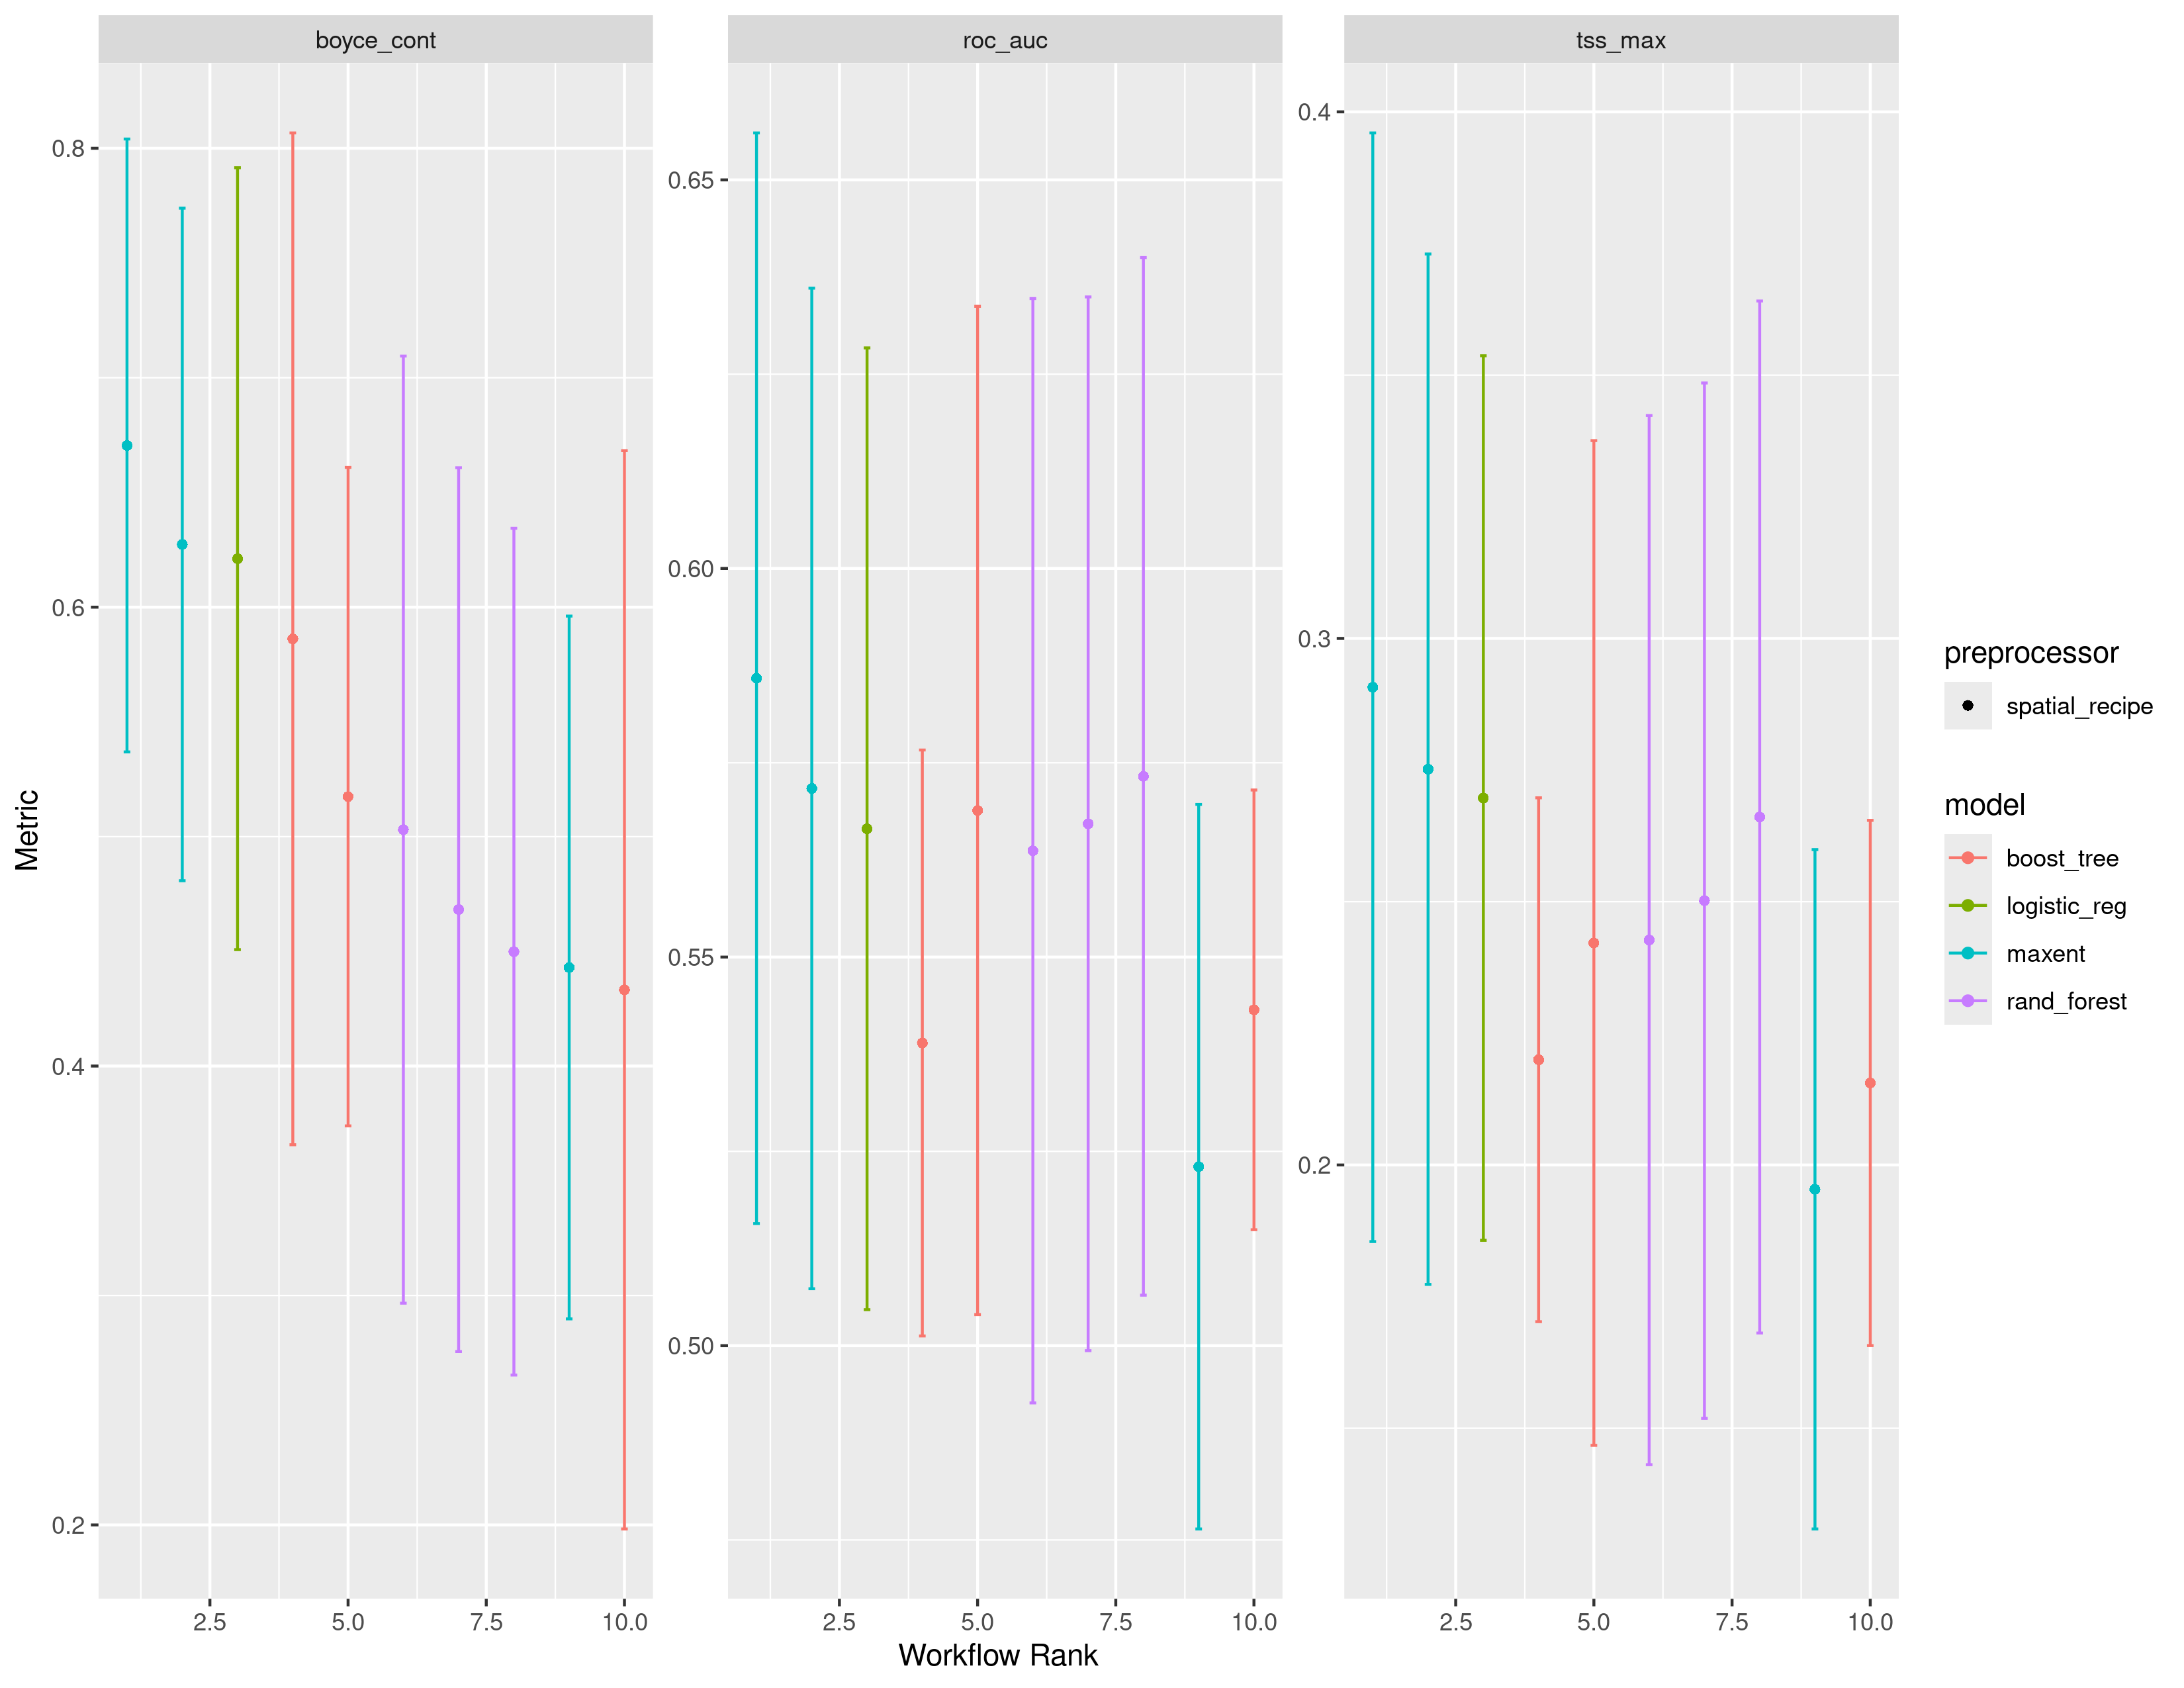 boyce_cont
roc_auc
tss_max
Metric
0.8
0.6
0.4
0.2
0.65
0.60
0.55
0.50
0.4
0.3
0.2
2.5 5.0 7.5 10.0
2.5 5.0 7.5 10.0
2.5 5.0 7.5 10.0
Workflow Rank
preprocessor
spatial_recipe
model
boost_tree
logistic_reg
maxent
rand_forest